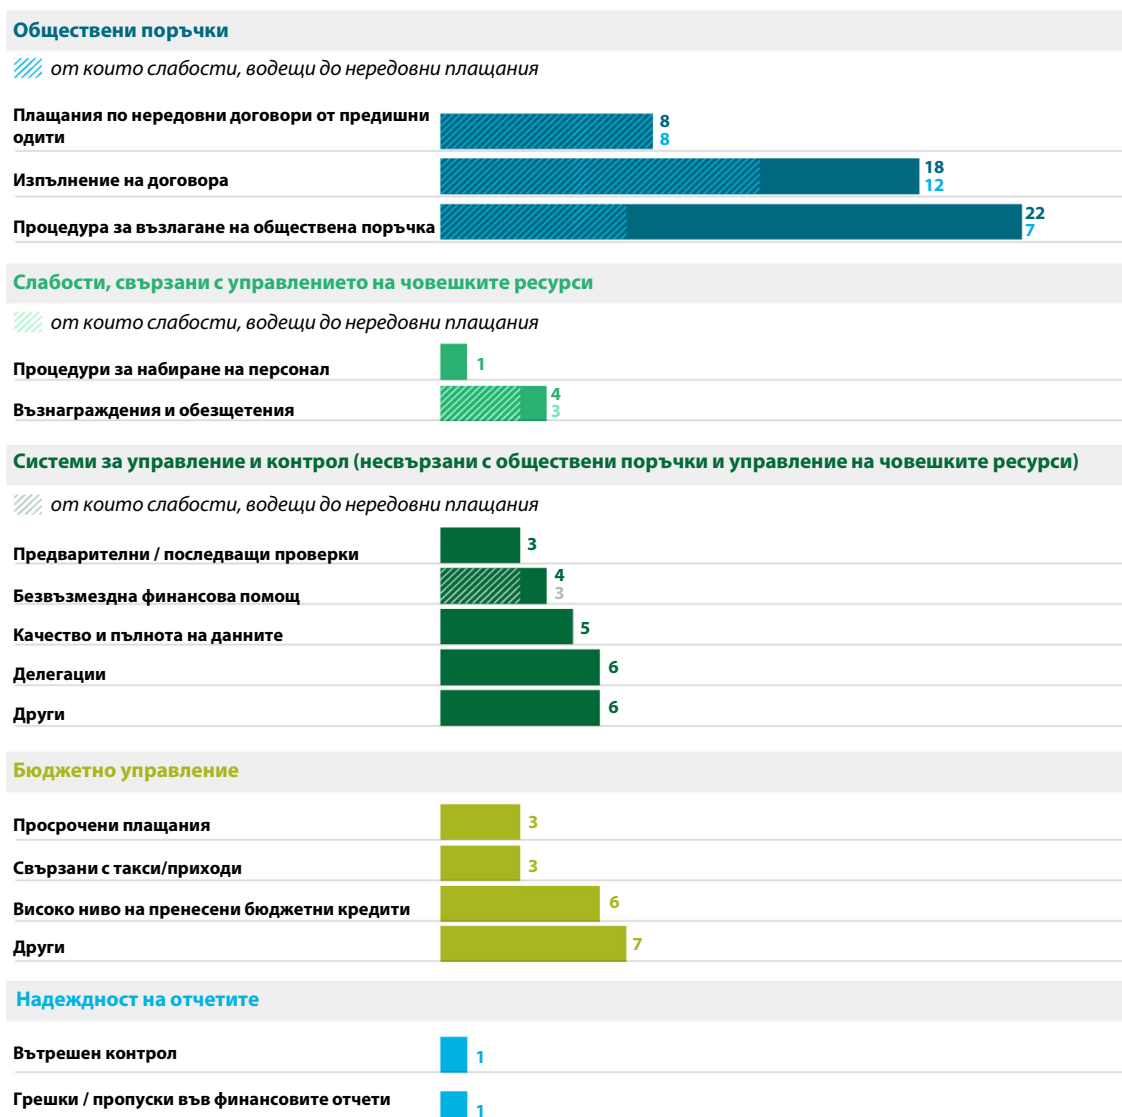 Обществени поръчки
от които слабости, водещи до нередовни плащания
Плащания по нередовни договори от предишни
одити
8
8
Изпълнение на договора
18
12
Процедура за възлагане на обществена поръчка
22
7
Слабости, свързани с управлението на човешките ресурси
от които слабости, водещи до нередовни плащания
Процедури за набиране на персонал
1
Възнаграждения и обезщетения
4
3
Системи за управление и контрол (несвързани с обществени поръчки и управление на човешките ресурси)
от които слабости, водещи до нередовни плащания
Предварителни / последващи проверки
3
Безвъзмездна финансова помощ
4
3
Качество и пълнота на данните
5
Делегации
6
Други
6
Бюджетно управление
Просрочени плащания
3
Свързани с такси/приходи
3
Високо ниво на пренесени бюджетни кредити
6
Други
7
Надеждност на отчетите
Вътрешен контрол
1
Грешки / пропуски във финансовите отчети
1